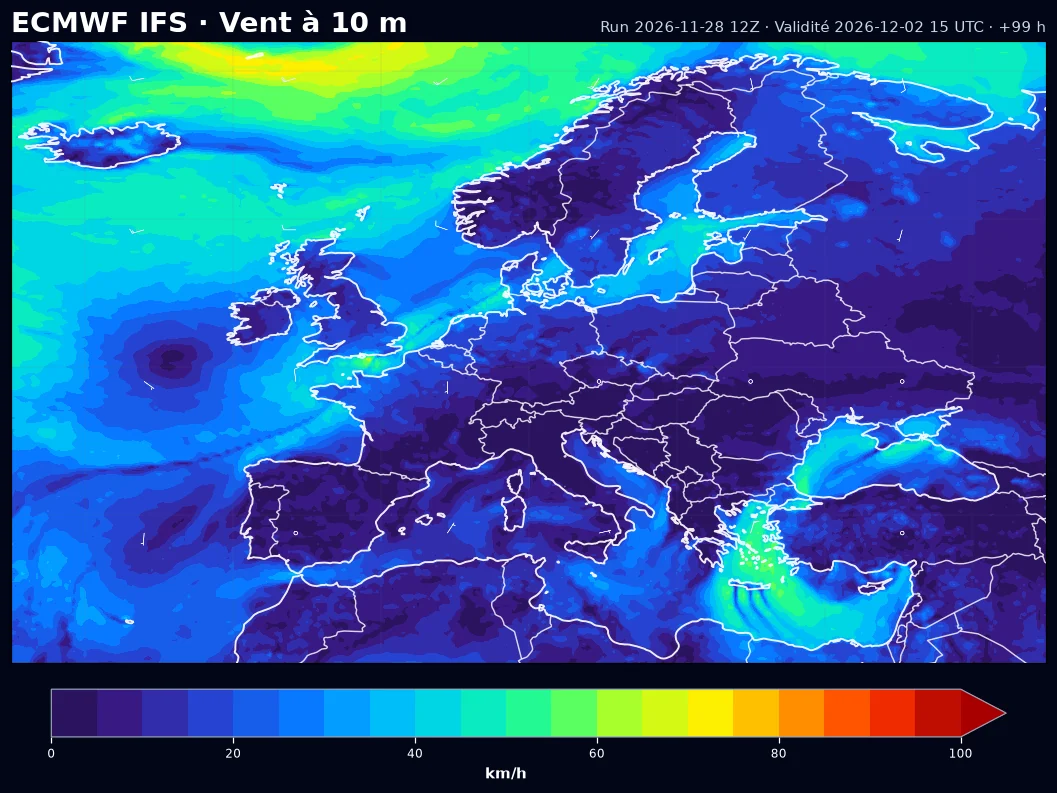 ECMWF IFS · Vent à 10 m
Run 2026-11-28 12Z · Validité 2026-12-02 15 UTC · +99 h
0 20 40 60 80 100
km/h